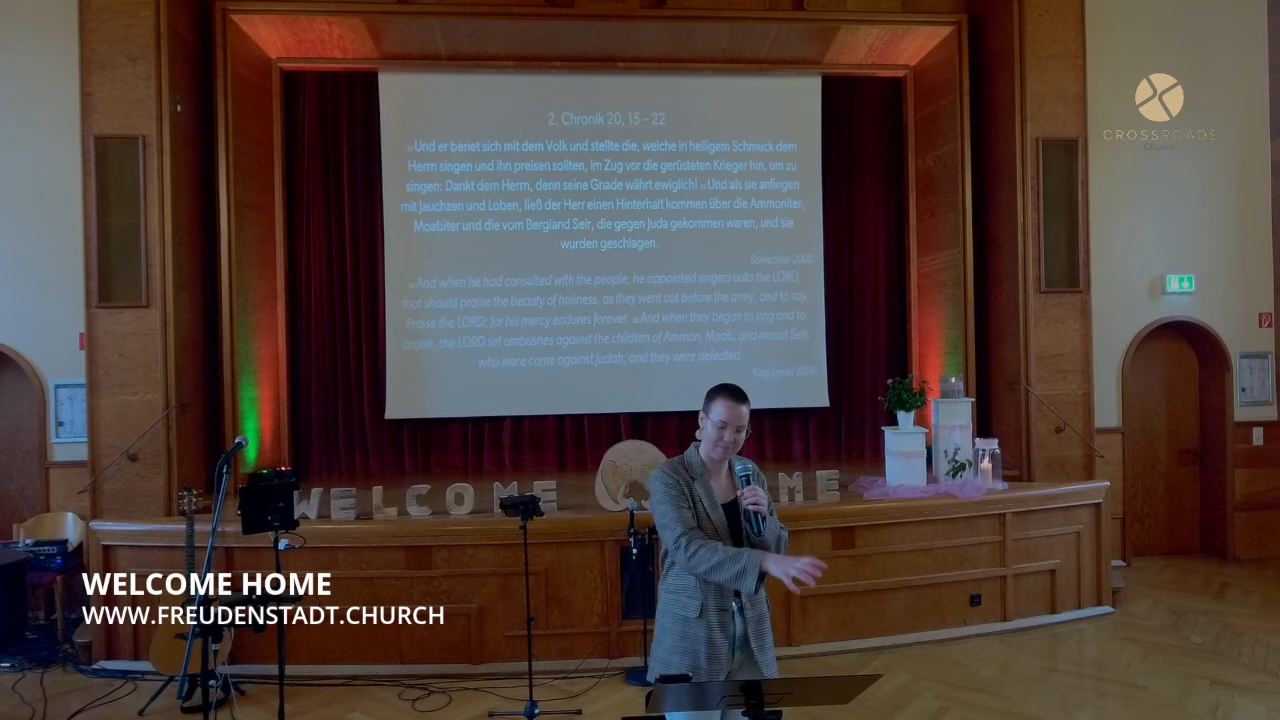 2. Chronik 20, 15 – 22
Und er beriet sich mit dem Volk und stellte die, welche in heiligem Schmuck dem
Herrn singen und ihn preisen sollten, im Zug vor die gerüsteten Krieger hin, um zu
singen: Dankt dem Herrn, denn seine Gnade währt ewiglich! Und als sie anfingen
mit Jauchzen und Loben, ließ der Herr einen Hinterhalt kommen über die Ammoniter,
Moabiter und die vom Bergland Seir, die gegen Juda gekommen waren, und sie
wurden geschlagen.
Schlachter 2000
And when he had consulted with the people, he appointed singers unto the LORD,
that should praise the beauty of holiness, as they went out before the army, and to say,
Praise the LORD; for his mercy endures forever. And when they began to sing and to
praise, the LORD set ambushes against the children of Ammon, Moab, and mount Seir,
who were come against Judah; and they were defeated.
King James 2000
CROSSROADS
Church
WELCOME
OME
WELCOME HOME
WWW.FREUDENSTADT.CHURCH